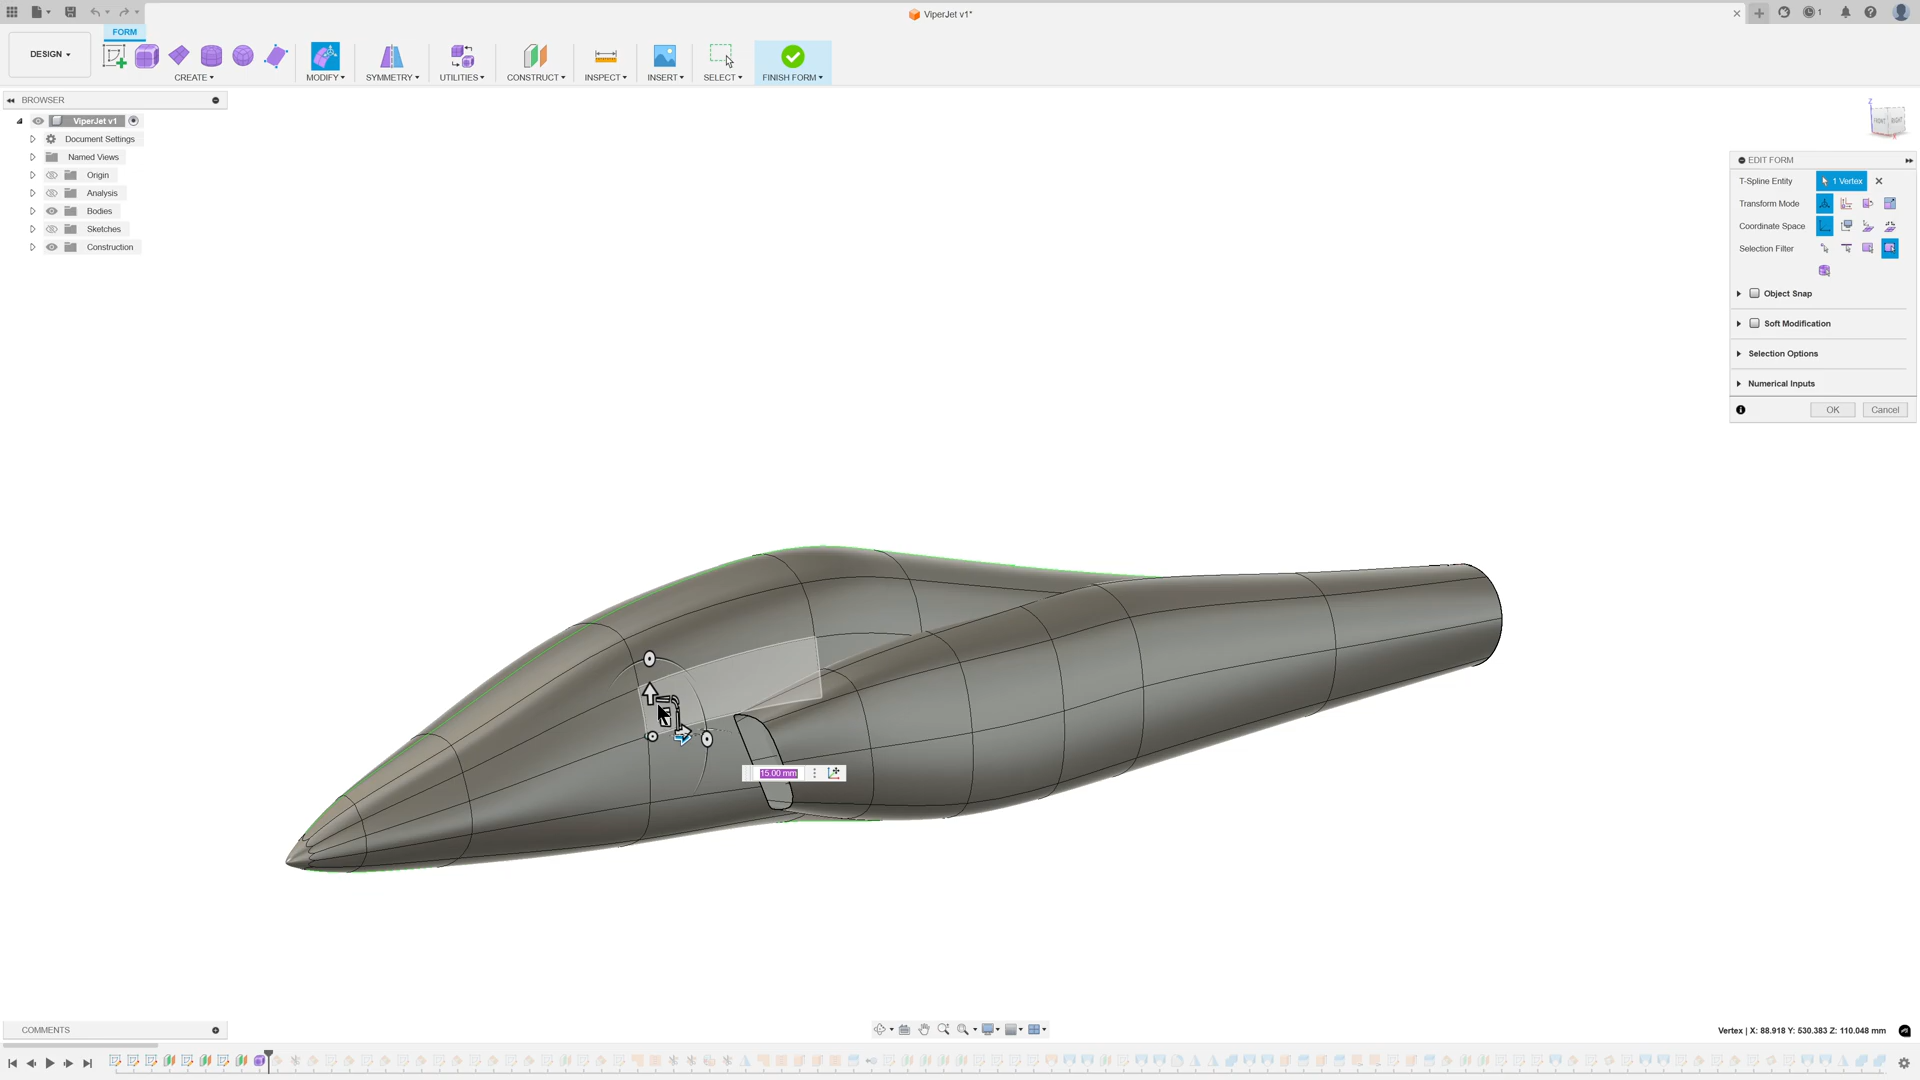 ViperJet v1*
1
FORM
DESIGN
CREATE
MODIFY
SYMMETRY
UTILITIES
CONSTRUCT
INSPECT
INSERT
SELECT
FINISH FORM
BROWSER
ViperJet v1
Document Settings
Named Views
Origin
Analysis
Bodies
Sketches
Construction
Z
FRONT
RIGHT
X
EDIT FORM
T-Spline Entity
1 Vertex
Transform Mode
Coordinate Space
Selection Filter
Object Snap
Soft Modification
Selection Options
Numerical Inputs
OK
Cancel
15.00 mm
COMMENTS
Vertex | X: 88.918 Y: 530.383 Z: 110.048 mm